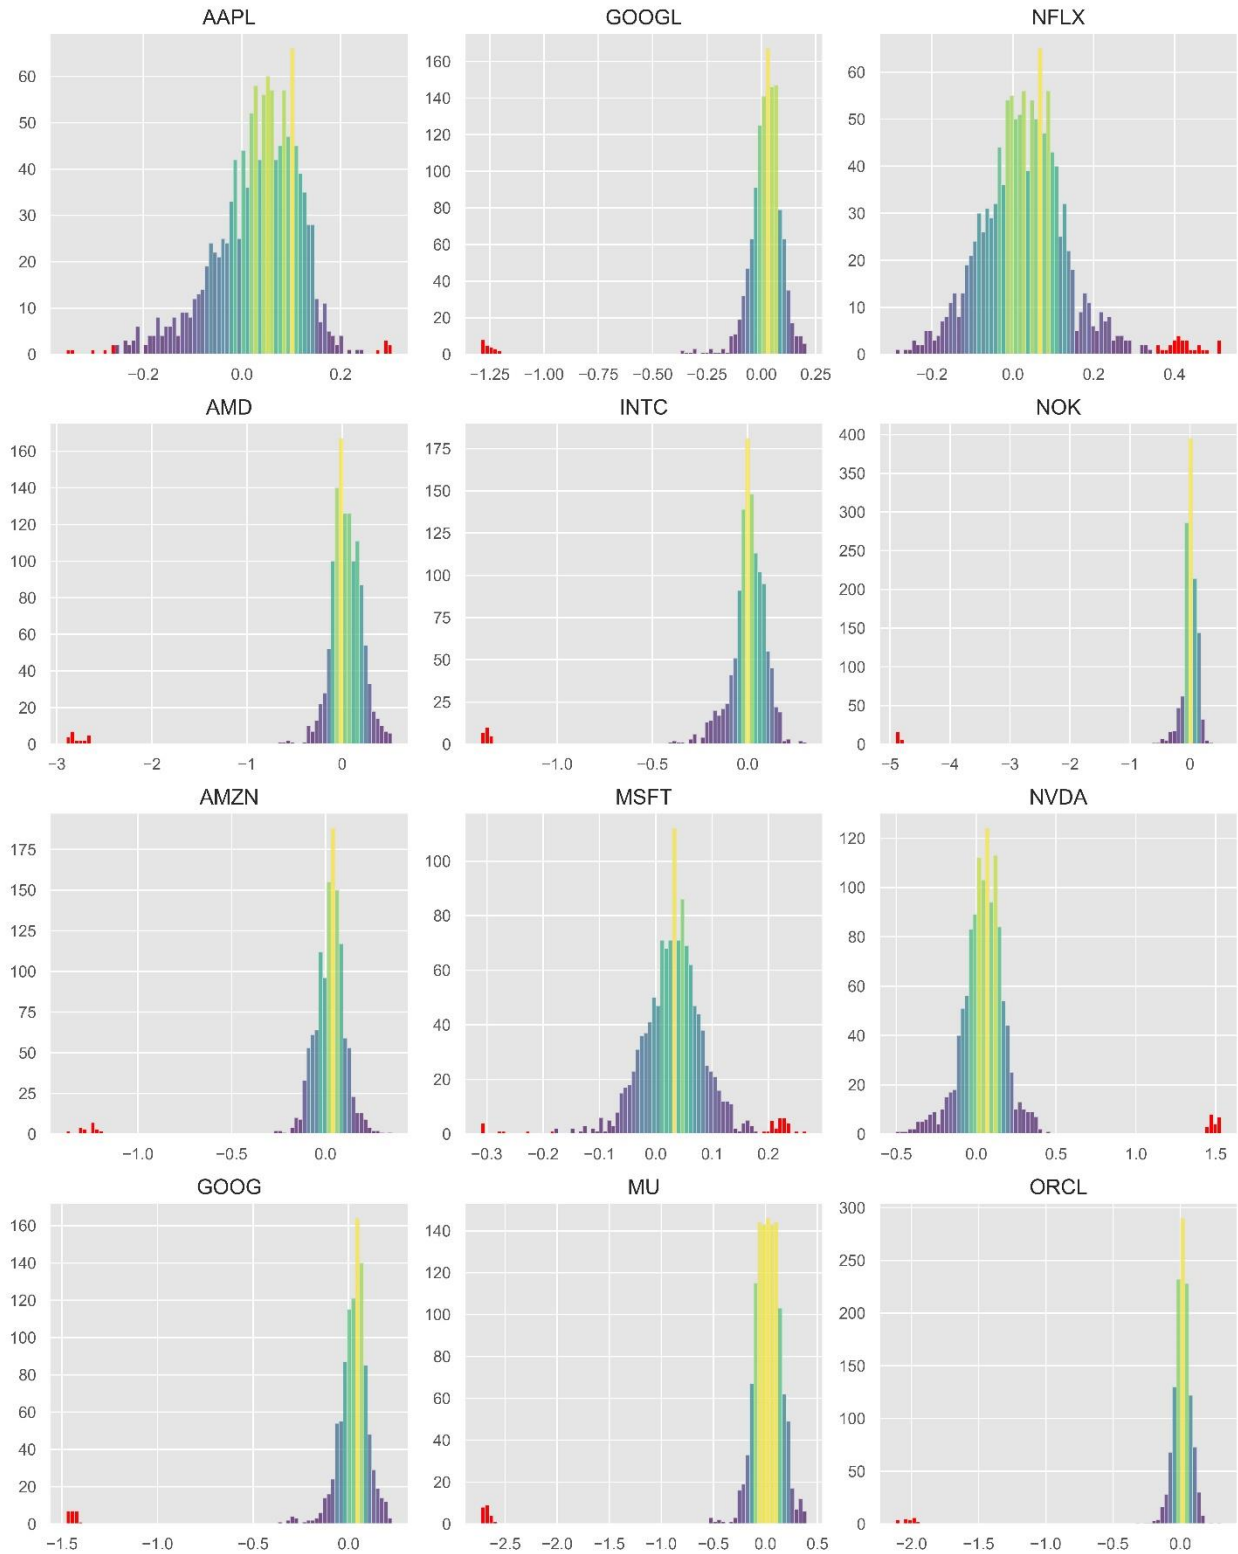 AAPL GOOGL NFLX
60 50 40 30 20 10 0
−0.2 0.0 0.2
160 140 120 100 80 60 40 20 0
−1.25 −1.00 −0.75 −0.50 −0.25 0.00 0.25
60 50 40 30 20 10 0
−0.2 0.0 0.2 0.4
AMD INTC NOK
160 140 120 100 80 60 40 20 0
−3 −2 −1 0
175 150 125 100 75 50 25 0
−1.0 −0.5 0.0
400 350 300 250 200 150 100 50 0
−5 −4 −3 −2 −1 0
AMZN MSFT NVDA
175 150 125 100 75 50 25 0
−1.0 −0.5 0.0
100 80 60 40 20 0
−0.3 −0.2 −0.1 0.0 0.1 0.2
120 100 80 60 40 20 0
−0.5 0.0 0.5 1.0 1.5
GOOG MU ORCL
160 140 120 100 80 60 40 20 0
−1.5 −1.0 −0.5 0.0
140 120 100 80 60 40 20 0
−2.5 −2.0 −1.5 −1.0 −0.5 0.0 0.5
300 250 200 150 100 50 0
−2.0 −1.5 −1.0 −0.5 0.0